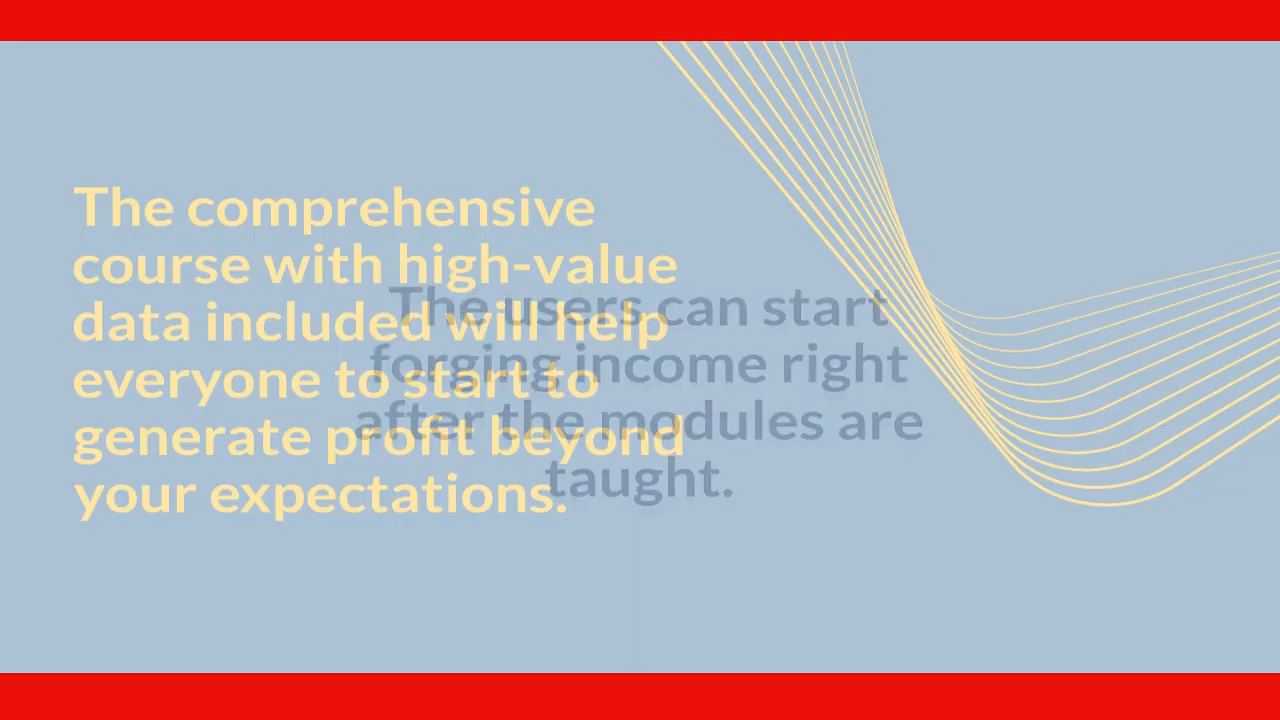 The comprehensive
course with high-value
data included will help
everyone to start to
generate profit beyond
your expectations.
The users can start
forging income right
after the modules are
taught.